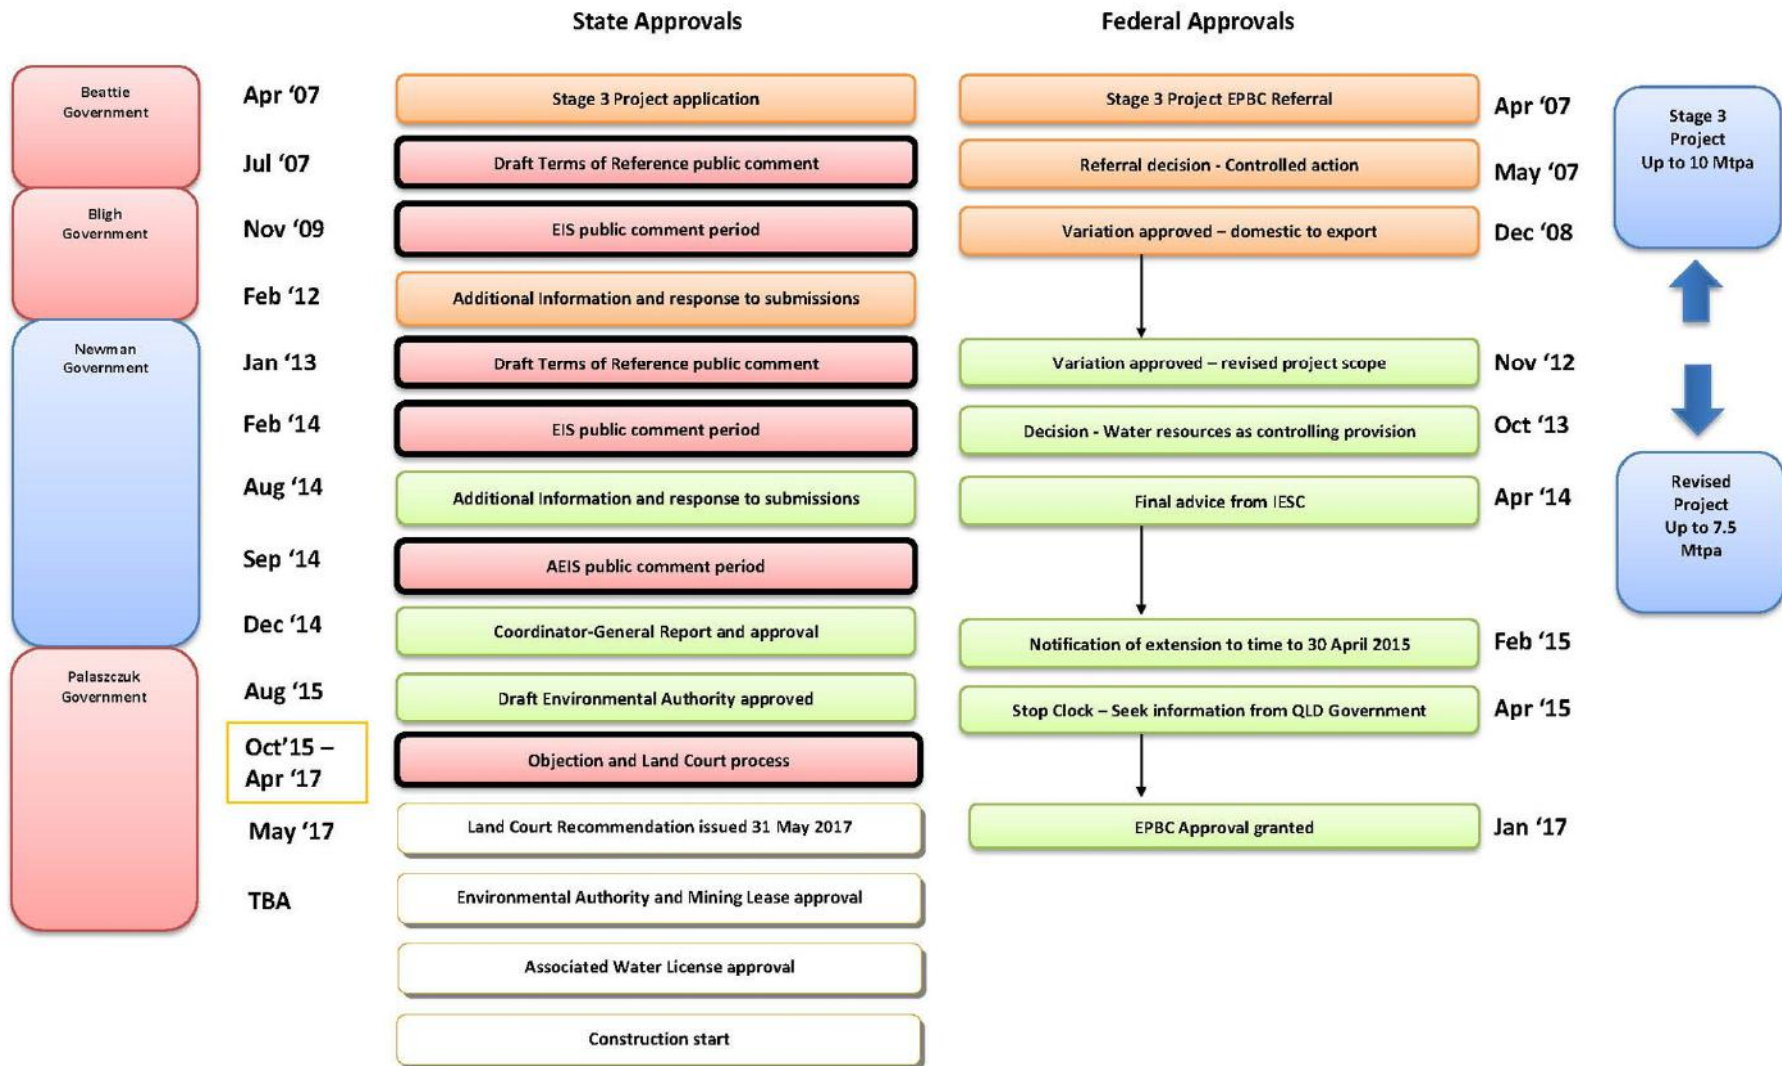 State Approvals
Federal Approvals
Beattie
Government
Apr ‘07
Stage 3 Project application
Stage 3 Project EPBC Referral
Apr ‘07
Stage 3
Project
Up to 10 Mtpa
Jul ‘07
Draft Terms of Reference public comment
Referral decision - Controlled action
May ‘07
Bligh
Government
Nov ‘09
EIS public comment period
Variation approved – domestic to export
Dec ‘08
Feb ‘12
Additional Information and response to submissions
Newman
Government
Jan ‘13
Draft Terms of Reference public comment
Variation approved – revised project scope
Nov ‘12
Feb ‘14
EIS public comment period
Decision - Water resources as controlling provision
Oct ‘13
Aug ‘14
Additional Information and response to submissions
Final advice from IESC
Apr ‘14
Revised
Project
Up to 7.5
Mtpa
Sep ‘14
AEIS public comment period
Dec ‘14
Coordinator-General Report and approval
Notification of extension to time to 30 April 2015
Feb ‘15
Palaszczuk
Government
Aug ‘15
Draft Environmental Authority approved
Stop Clock – Seek information from QLD Government
Apr ‘15
Oct’15 –
Apr ‘17
Objection and Land Court process
May ‘17
Land Court Recommendation issued 31 May 2017
EPBC Approval granted
Jan ‘17
TBA
Environmental Authority and Mining Lease approval
Associated Water License approval
Construction start